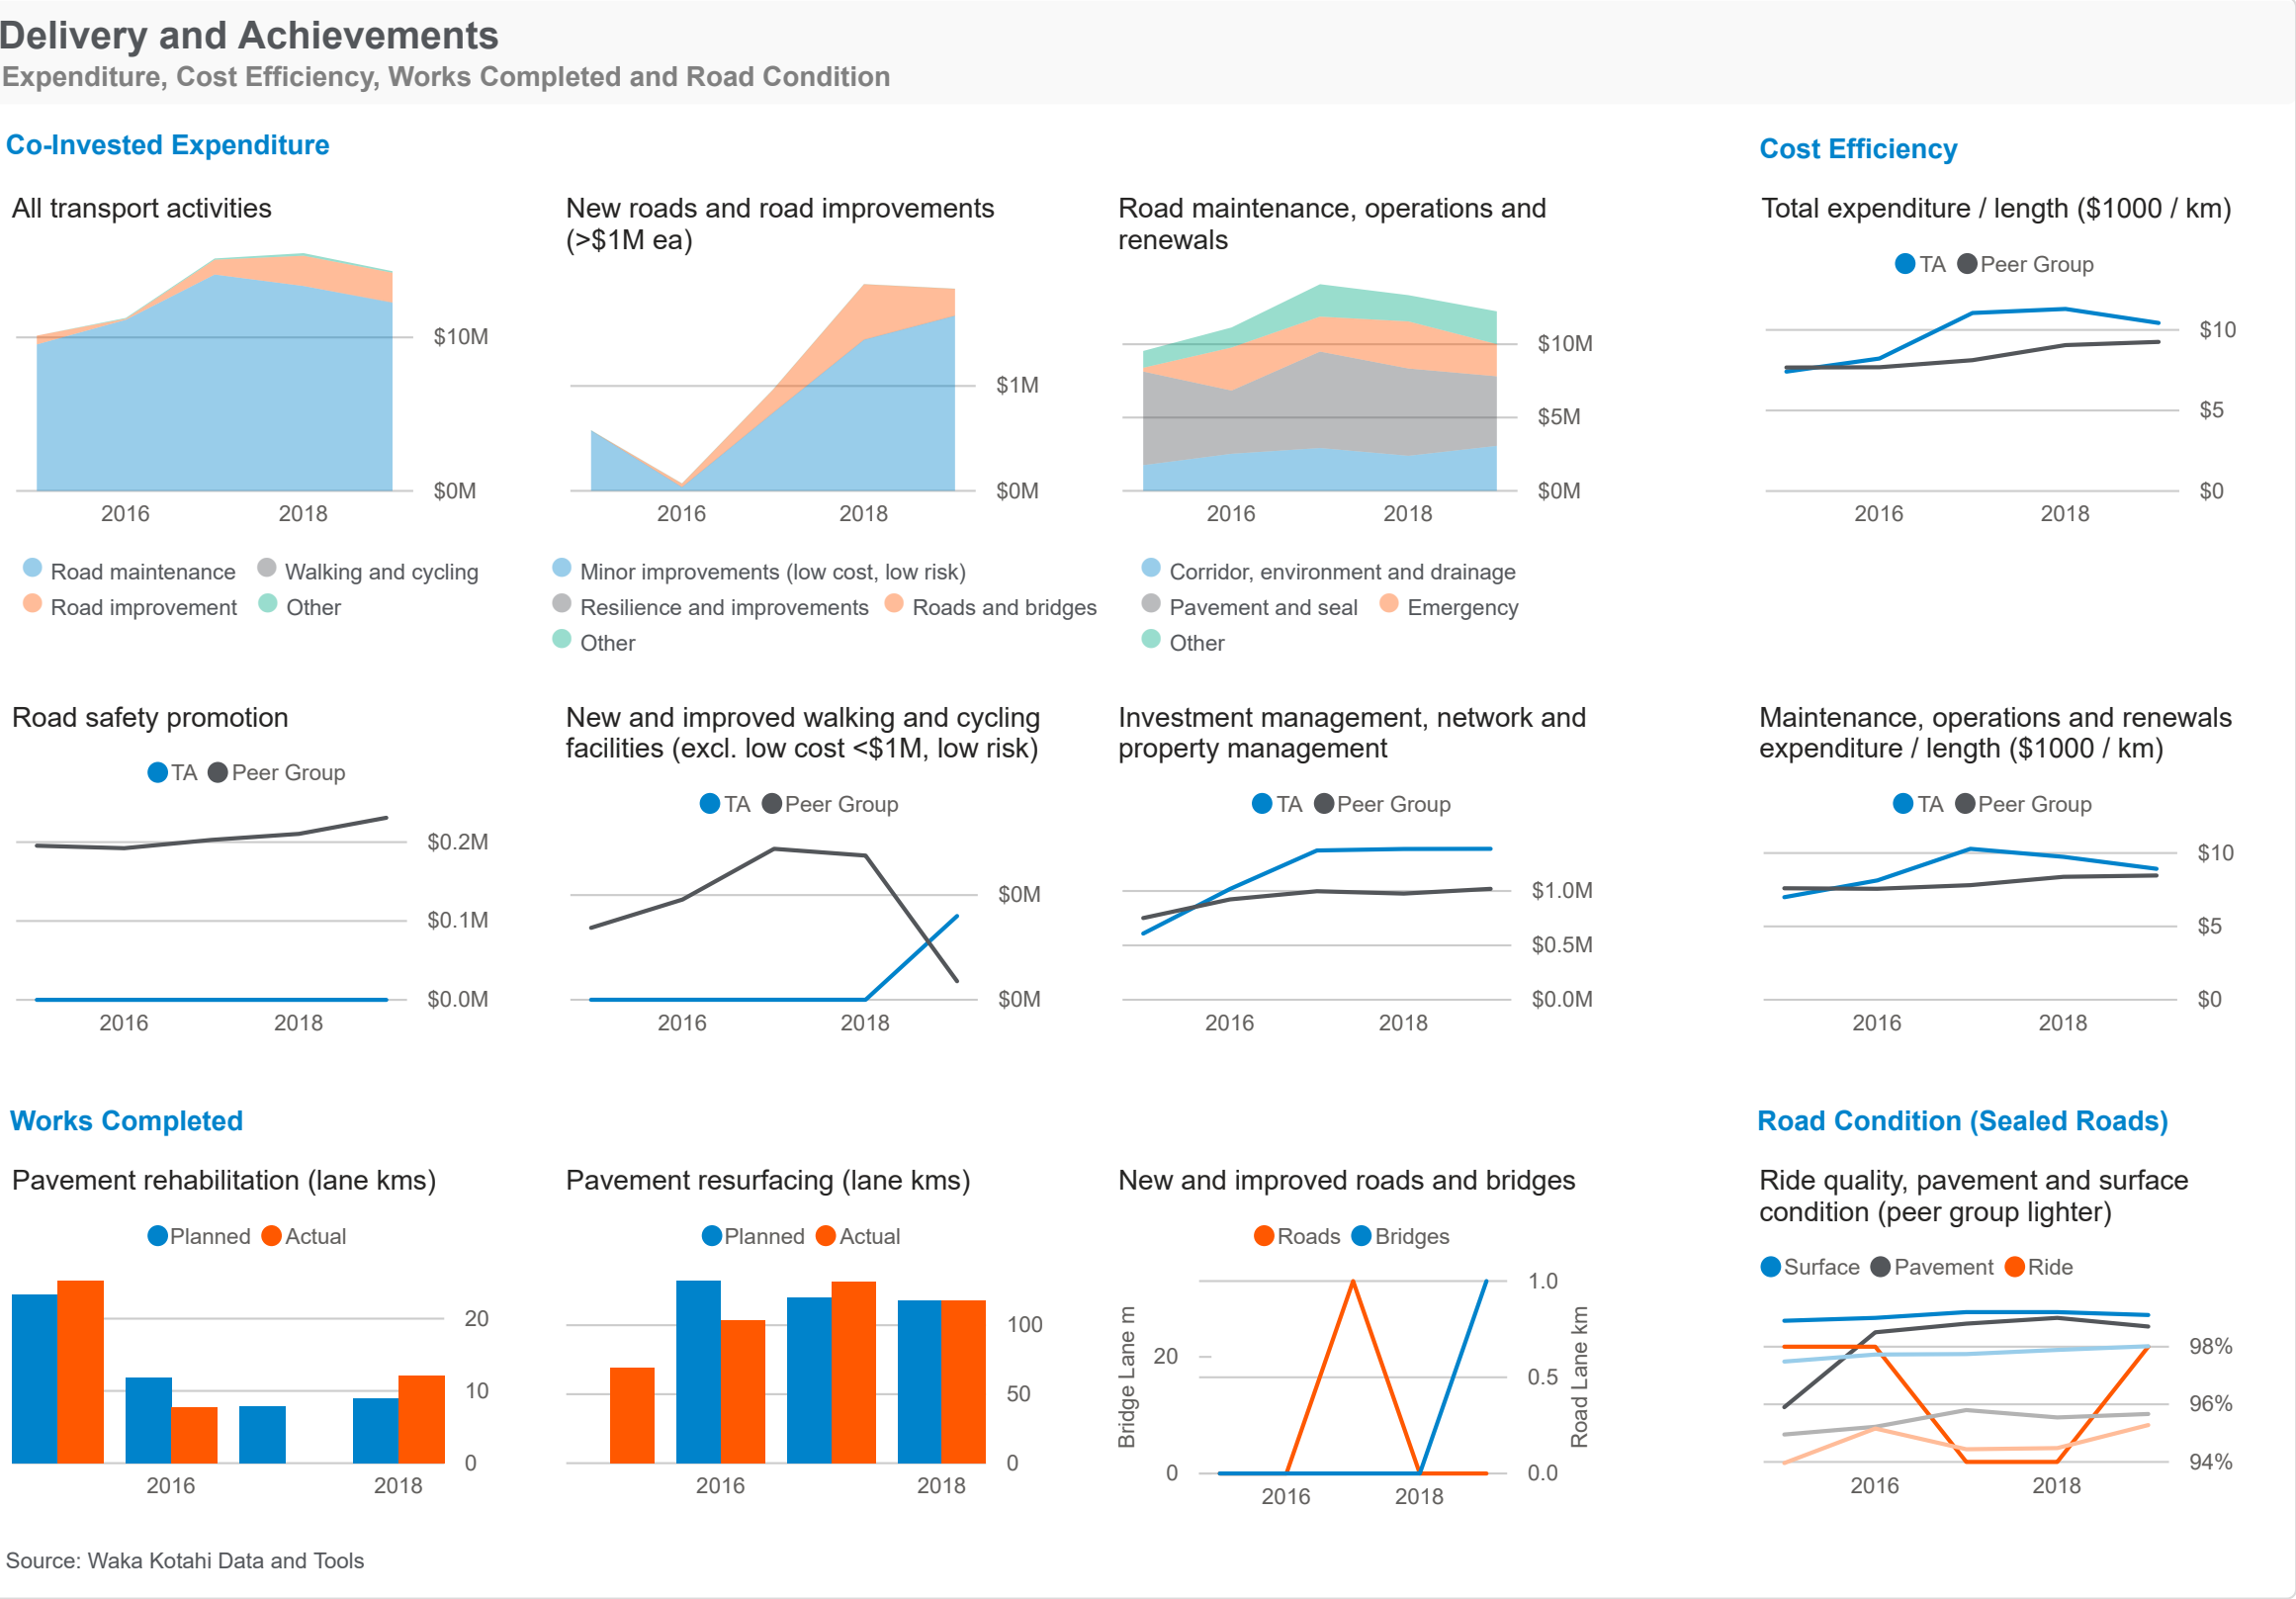 Delivery and Achievements
Expenditure, Cost Efficiency, Works Completed and Road Condition
Co-Invested Expenditure
All transport activities
$10M
$0M
2016 2018
Road maintenance Walking and cycling
Road improvement Other
New roads and road improvements
(>$1M ea)
$1M
$0M
2016 2018
Minor improvements (low cost, low risk)
Resilience and improvements Roads and bridges
Other
Road maintenance, operations and
renewals
$10M
$5M
$0M
2016 2018
Corridor, environment and drainage
Pavement and seal Emergency
Other
Cost Efficiency
Total expenditure / length ($1000 / km)
TA Peer Group
$10
$5
$0
2016 2018
Road safety promotion
TA Peer Group
$0.2M
$0.1M
$0.0M
2016 2018
New and improved walking and cycling
facilities (excl. low cost <$1M, low risk)
TA Peer Group
$0M
$0M
2016 2018
Investment management, network and
property management
TA Peer Group
$1.0M
$0.5M
$0.0M
2016 2018
Maintenance, operations and renewals
expenditure / length ($1000 / km)
TA Peer Group
$10
$5
$0
2016 2018
Works Completed
Pavement rehabilitation (lane kms)
Planned Actual
20
10
0
2016 2018
Pavement resurfacing (lane kms)
Planned Actual
100
50
0
2016 2018
New and improved roads and bridges
Roads Bridges
Bridge Lane m
20
0
1.0
0.5
0.0
Road Lane km
2016 2018
Road Condition (Sealed Roads)
Ride quality, pavement and surface
condition (peer group lighter)
Surface Pavement Ride
98%
96%
94%
2016 2018
Source: Waka Kotahi Data and Tools